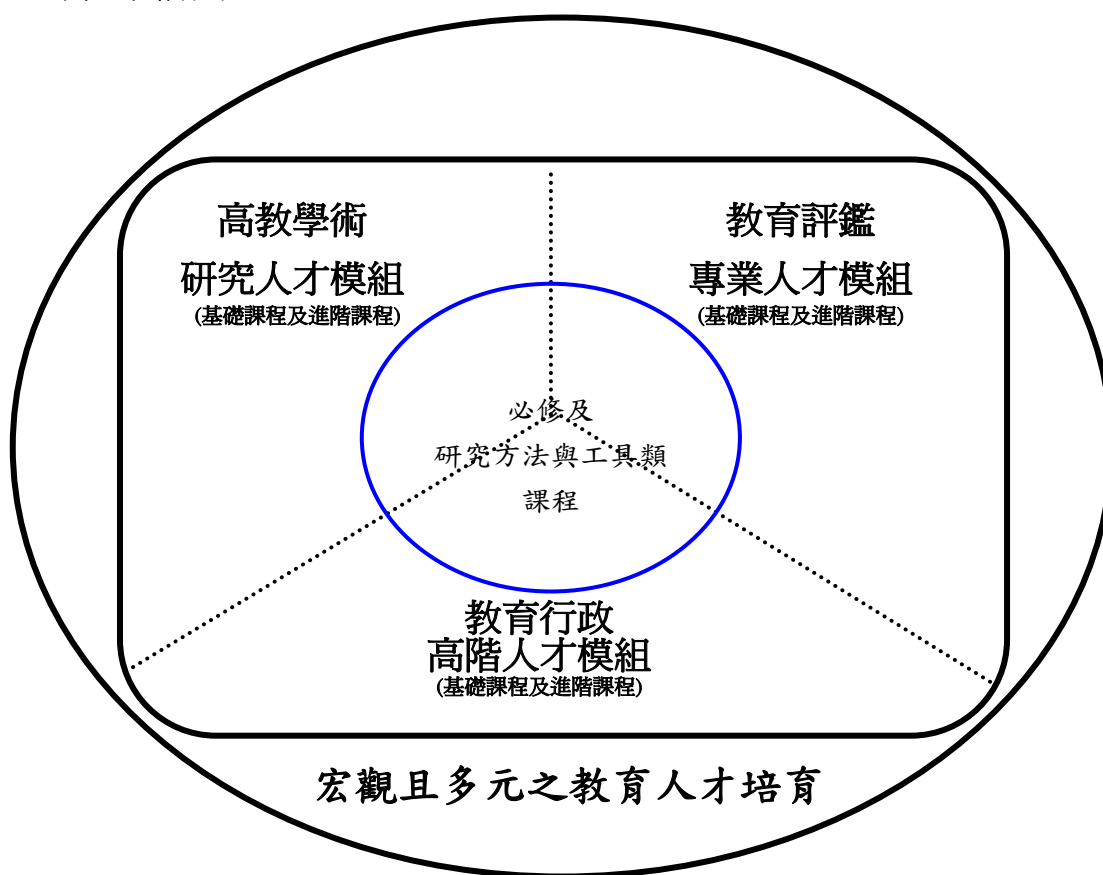 高教學術
研究人才模組
(基礎課程及進階課程)
教育評鑑
專業人才模組
(基礎課程及進階課程)
必修及
研究方法與工具類
課程
教育行政
高階人才模組
(基礎課程及進階課程)
宏觀且多元之教育人才培育